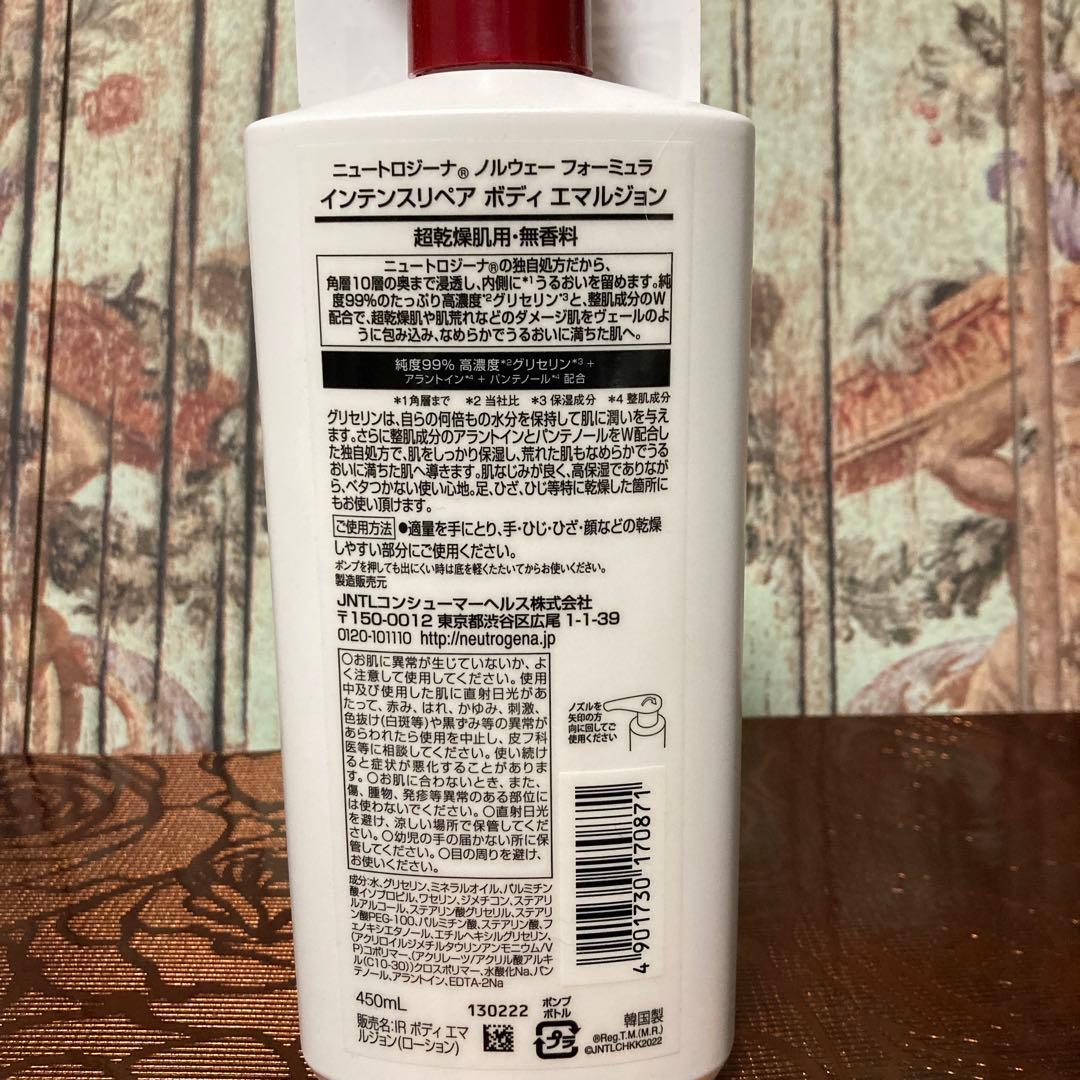 ニュートロジーナ® ノルウェー フォーミュラ
インテンスリペア ボディ エマルジョン
超乾燥肌用・無香料
ニュートロジーナ®の独自処方だから、
角層10層の奥まで浸透し、内側に*1うるおいを留めます。純
度99%のたっぷり高濃度*2グリセリン*3と、整肌成分のW
配合で、超乾燥肌や肌荒れなどのダメージ肌をヴェールのよ
うに包み込み、なめらかでうるおいに満ちた肌へ。
純度99% 高濃度*2グリセリン*3 +
アラントイン*4 + パンテノール*4 配合
*1角層まで *2 当社比 *3 保湿成分 *4 整肌成分
グリセリンは、自らの何倍もの水分を保持して肌に潤いを与え
ます。さらに整肌成分のアラントインとパンテノールをW配合し
た独自処方で、肌をしっかり保湿し、荒れた肌もなめらかでうる
おいに満ちた肌へ導きます。肌なじみが良く、高保湿でありなが
ら、ベタつかない使い心地。足、ひざ、ひじ等特に乾燥した箇所に
もお使い頂けます。
ご使用方法 ●適量を手にとり、手・ひじ・ひざ・顔などの乾燥
しやすい部分にご使用ください。
ポンプを押しても出にくい時は底を軽くたたいてからお使いください。
製造販売元
JNTLコンシューマーヘルス株式会社
〒150-0012 東京都渋谷区広尾 1-1-39
0120-101110 http://neutrogena.jp
○お肌に異常が生じていないか、よ
く注意して使用してください。使用
中及び使用した肌に直射日光があ
たって、赤み、はれ、かゆみ、刺激、
色抜け(白斑等)や黒ずみ等の異常が
あらわれたら使用を中止し、皮フ科
医等に相談してください。使い続け
ると症状が悪化することがありま
す。○お肌に合わないとき、また、
傷、腫物、発疹等異常のある部位に
は使わないでください。○直射日光
を避け、涼しい場所で保管してくだ
さい。○幼児の手の届かない所に保
管してください。○目の周りを避け、
お使いください。
ノズルを
矢印の方
向に回してご
使用ください
成分:水、グリセリン、ミネラルオイル、パルミチン
酸イソプロピル、ワセリン、ジメチコン、ステアリ
ルアルコール、ステアリン酸グリセリル、ステアリ
ン酸PEG-100、パルミチン酸、ステアリン酸、フ
ェノキシエタノール、エチルヘキシルグリセリン、
(アクリロイルジメチルタウリンアンモニウム/V
P)コポリマー、(アクリレーツ/アクリル酸アルキ
ル(C10-30))クロスポリマー、水酸化Na、パン
テノール、アラントイン、EDTA-2Na
4901730170871
450mL
130222
ポンプ
ボトル
プラ
販売名:IR ボディ エマ
ルジョン(ローション)
韓国製
®Reg.T.M.(M.R.)
©JNTLCHKK2022